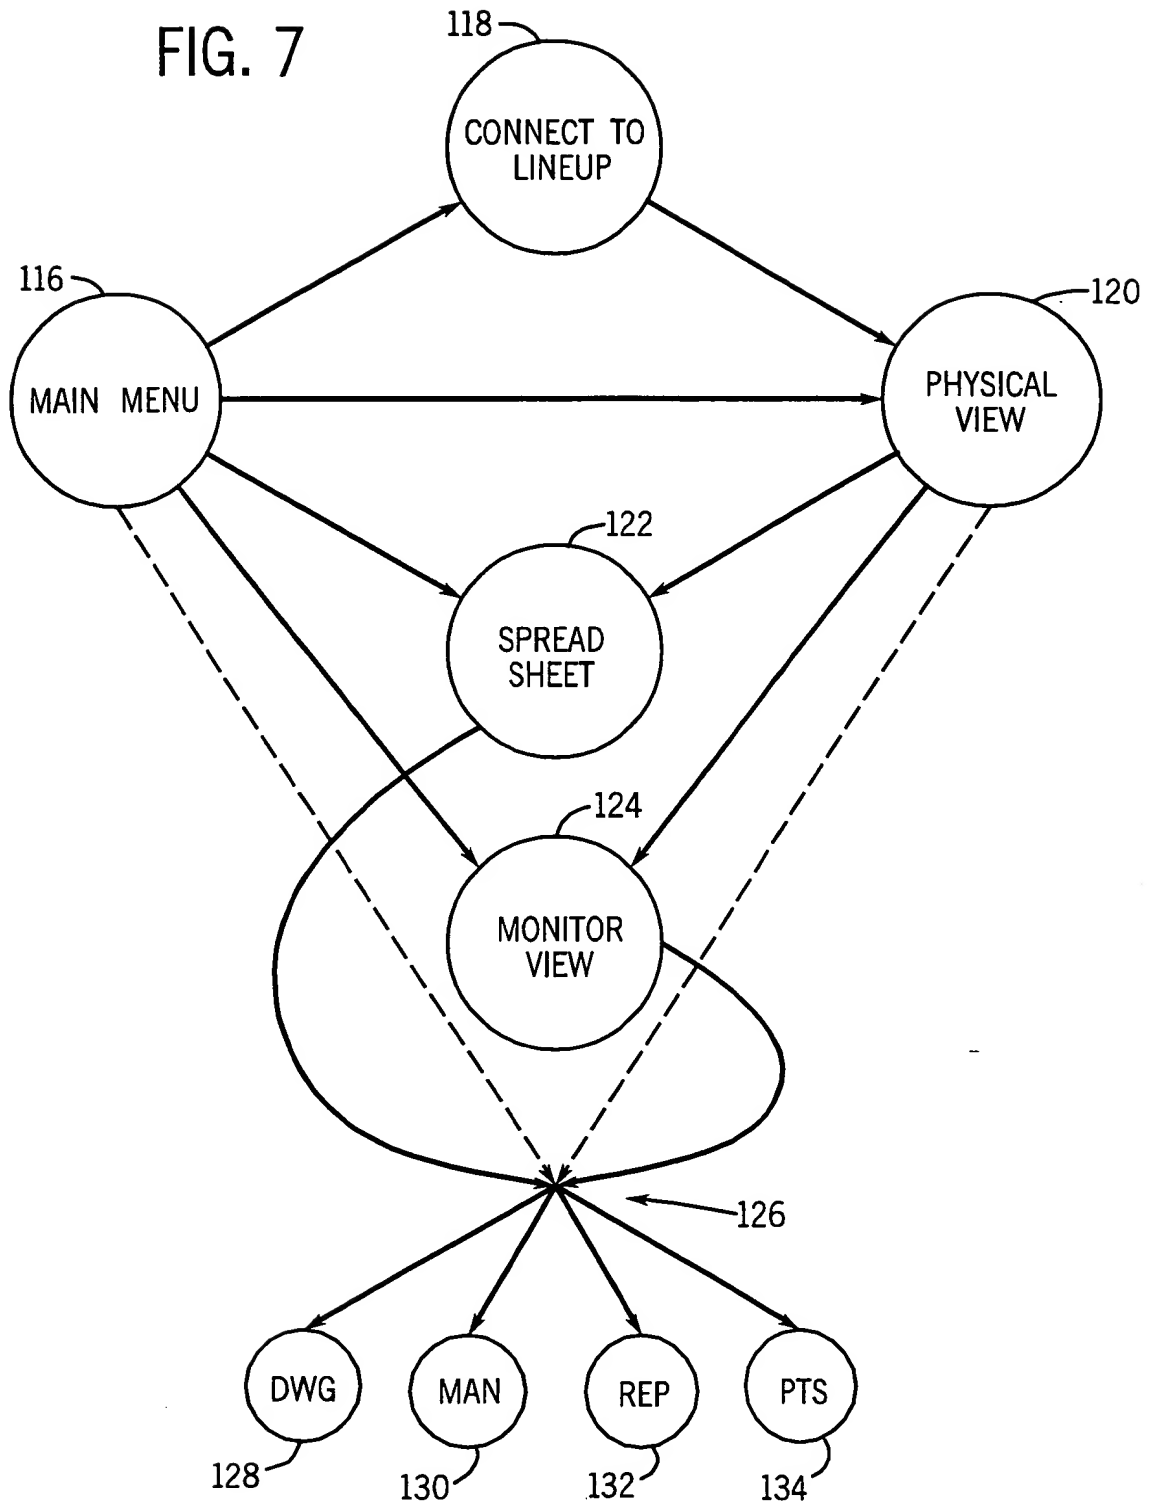 FIG. 7
118
CONNECT TO
LINEUP
116
MAIN MENU
120
PHYSICAL
VIEW
122
SPREAD
SHEET
124
MONITOR
VIEW
126
DWG
MAN
REP
PTS
128
130
132
134